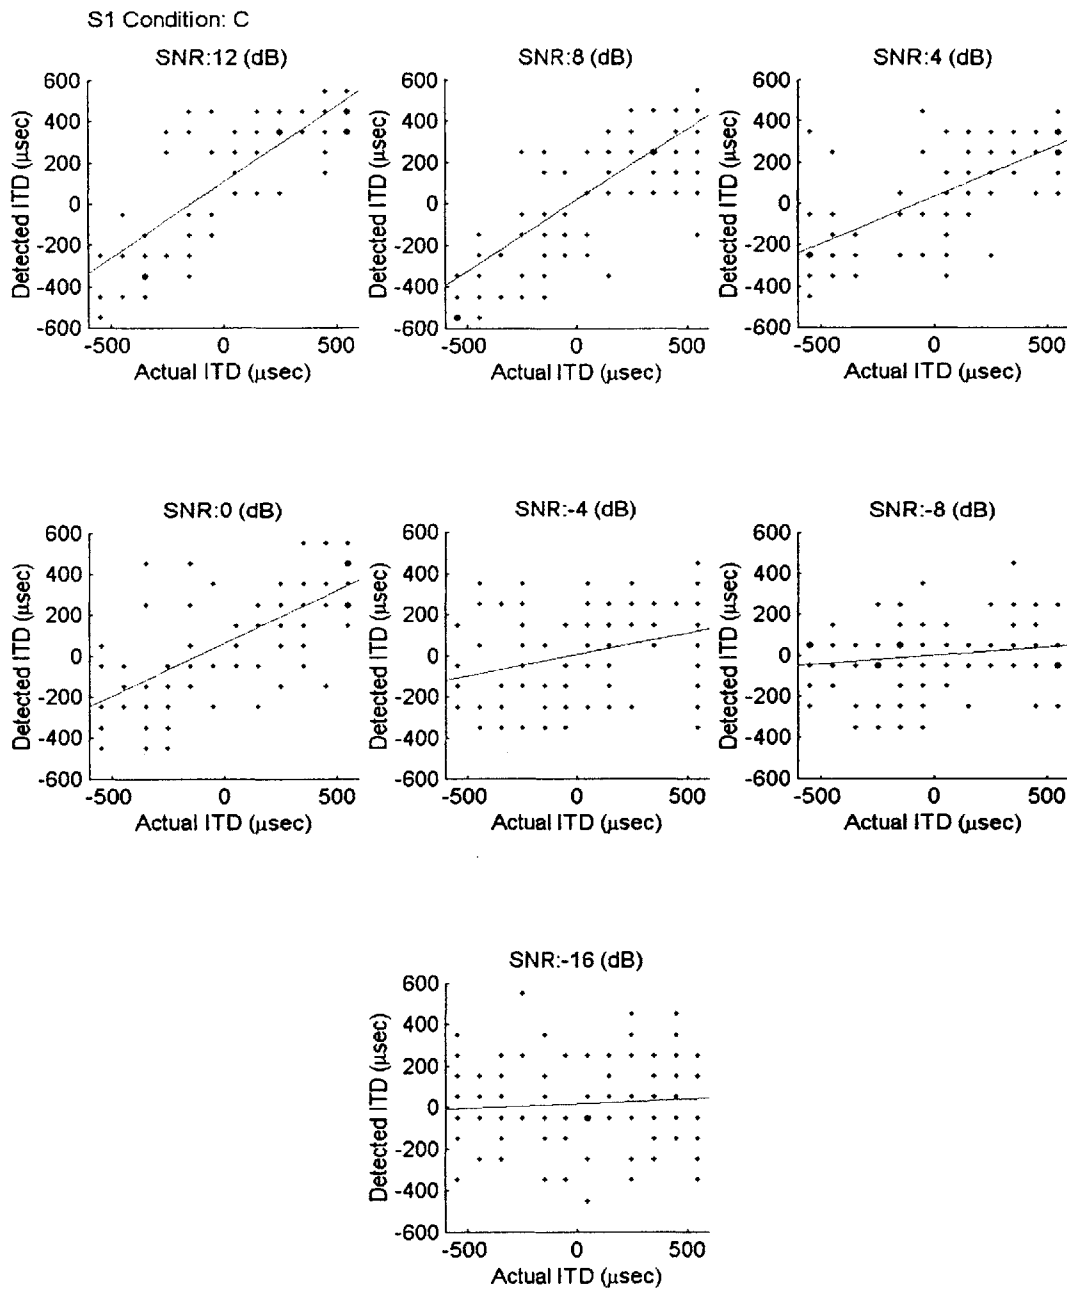 S1 Condition: C
SNR:12 (dB)
SNR:8 (dB)
SNR:4 (dB)
600
400
200
0
-200
-400
-600
Detected ITD (μsec)
-500 0 500
Actual ITD (μsec)
600
400
200
0
-200
-400
-600
Detected ITD (μsec)
-500 0 500
Actual ITD (μsec)
600
400
200
0
-200
-400
-600
Detected ITD (μsec)
-500 0 500
Actual ITD (μsec)
SNR:0 (dB)
SNR:-4 (dB)
SNR:-8 (dB)
600
400
200
0
-200
-400
-600
Detected ITD (μsec)
-500 0 500
Actual ITD (μsec)
600
400
200
0
-200
-400
-600
Detected ITD (μsec)
-500 0 500
Actual ITD (μsec)
600
400
200
0
-200
-400
-600
Detected ITD (μsec)
-500 0 500
Actual ITD (μsec)
SNR:-16 (dB)
600
400
200
0
-200
-400
-600
Detected ITD (μsec)
-500 0 500
Actual ITD (μsec)